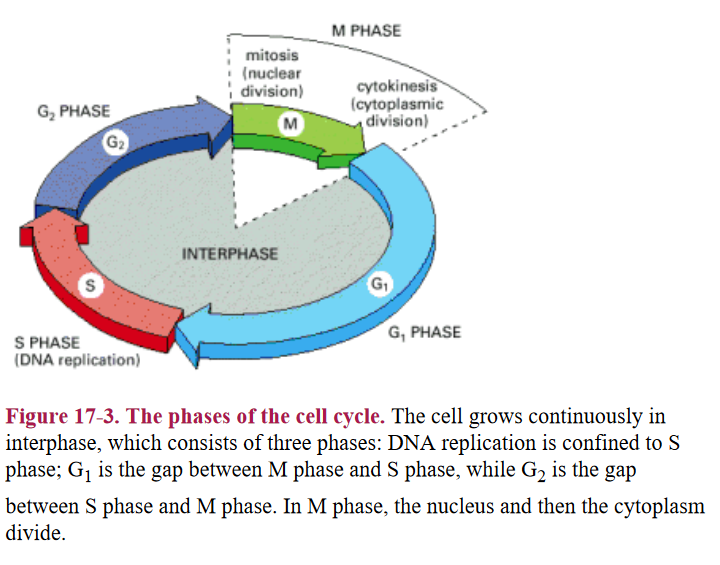 M PHASE
mitosis
(nuclear
division)
cytokinesis
(cytoplasmic
division)
G₂ PHASE
M
G₂
INTERPHASE
S
G₁
G₁ PHASE
S PHASE
(DNA replication)
Figure 17-3. The phases of the cell cycle. The cell grows continuously in
interphase, which consists of three phases: DNA replication is confined to S
phase; G₁ is the gap between M phase and S phase, while G₂ is the gap
between S phase and M phase. In M phase, the nucleus and then the cytoplasm
divide.